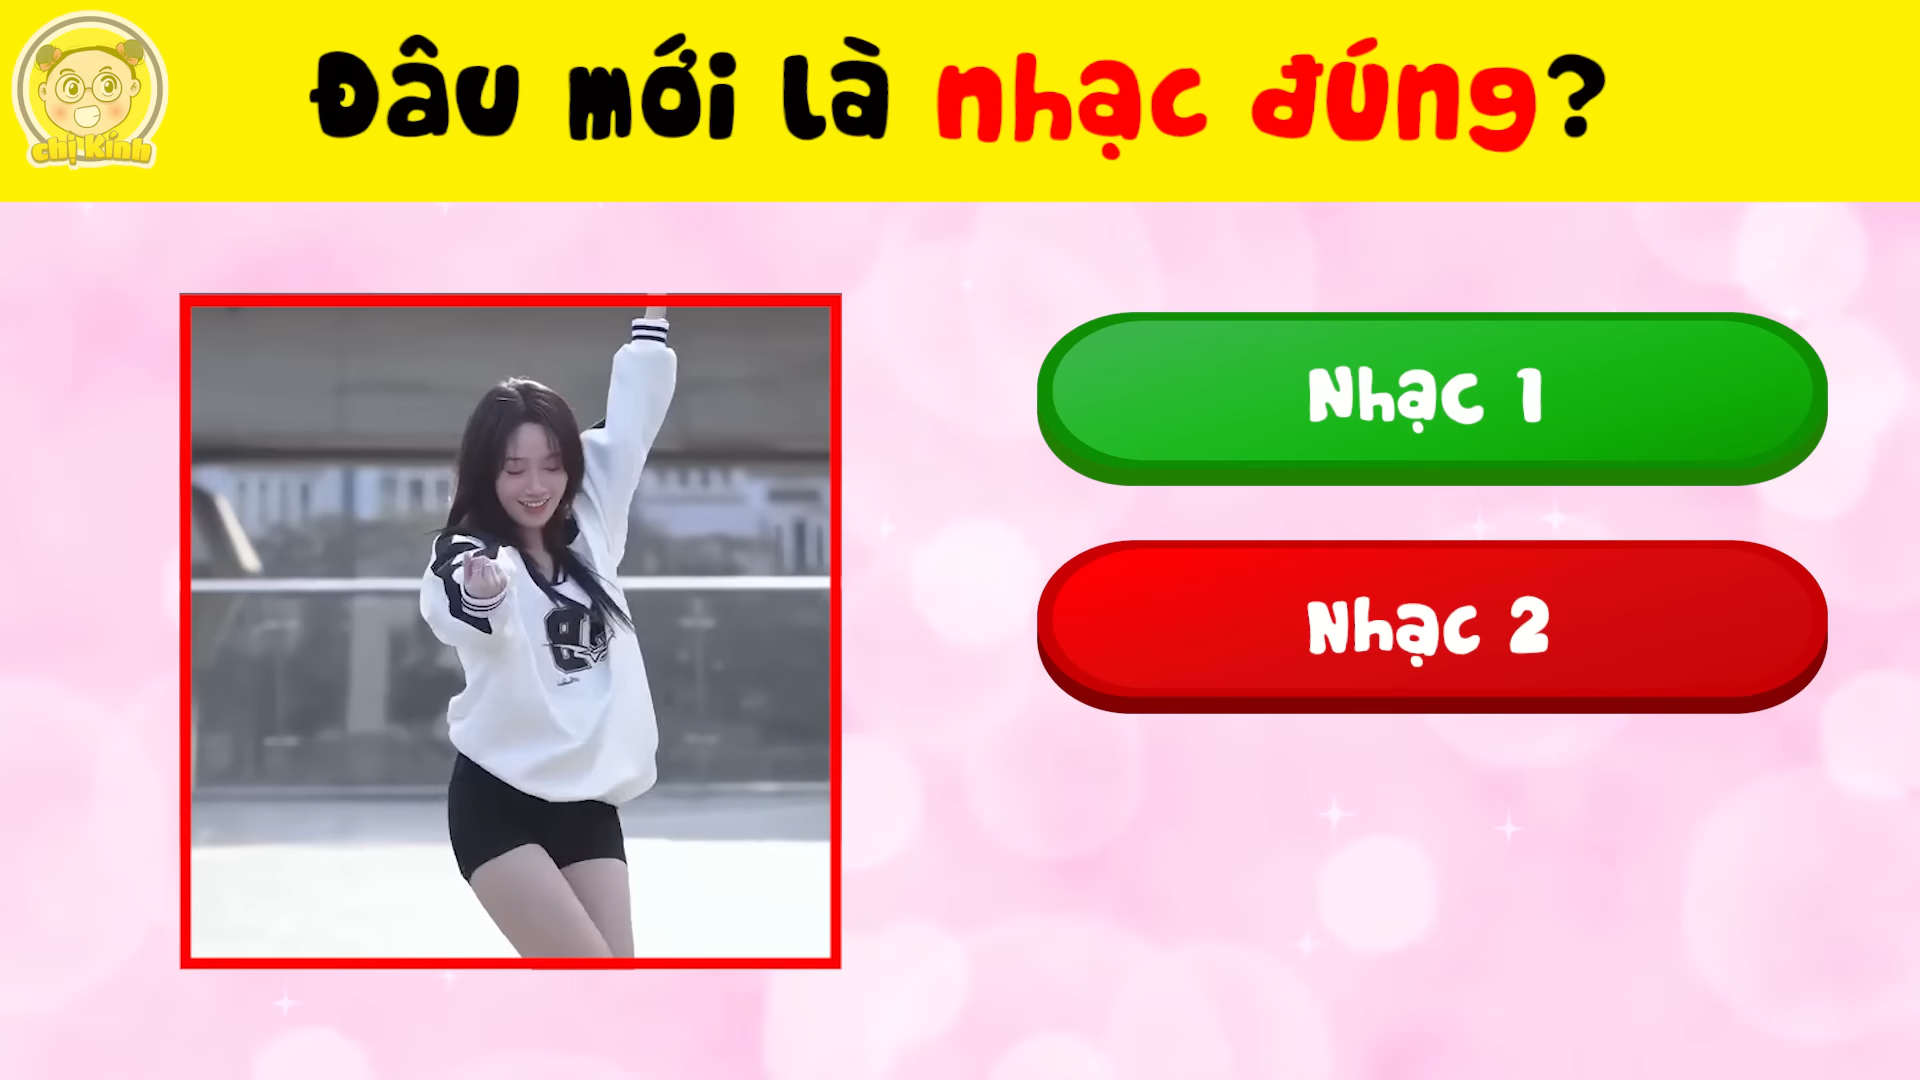 chị Kính
Đâu mới là nhạc đúng?
Nhạc 1
Nhạc 2